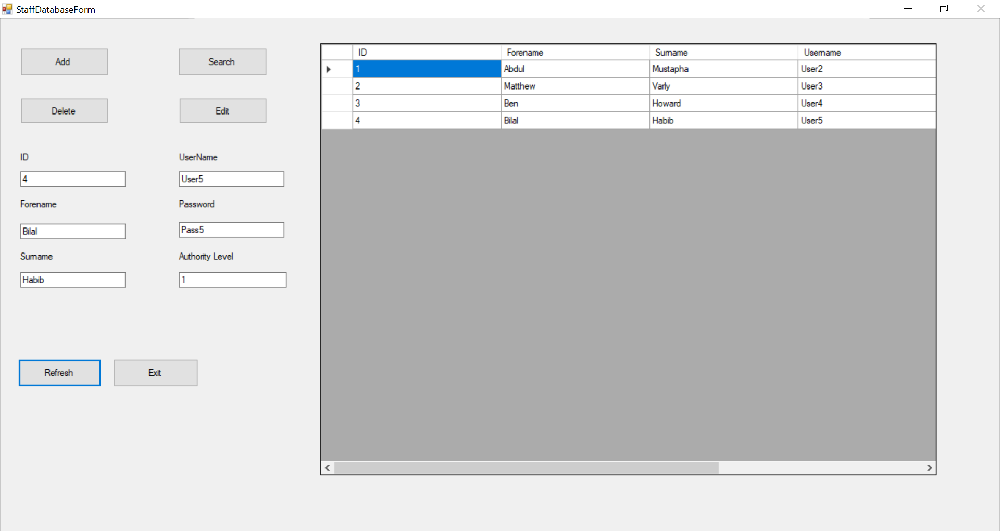 StaffDatabaseForm
Add
Search
Delete
Edit
ID
UserName
4
User5
Forename
Password
Bilal
Pass5
Surname
Authority Level
Habib
1
Refresh
Exit
ID Forename Surname Username
1 Abdul Mustapha User2
2 Matthew Varly User3
3 Ben Howard User4
4 Bilal Habib User5